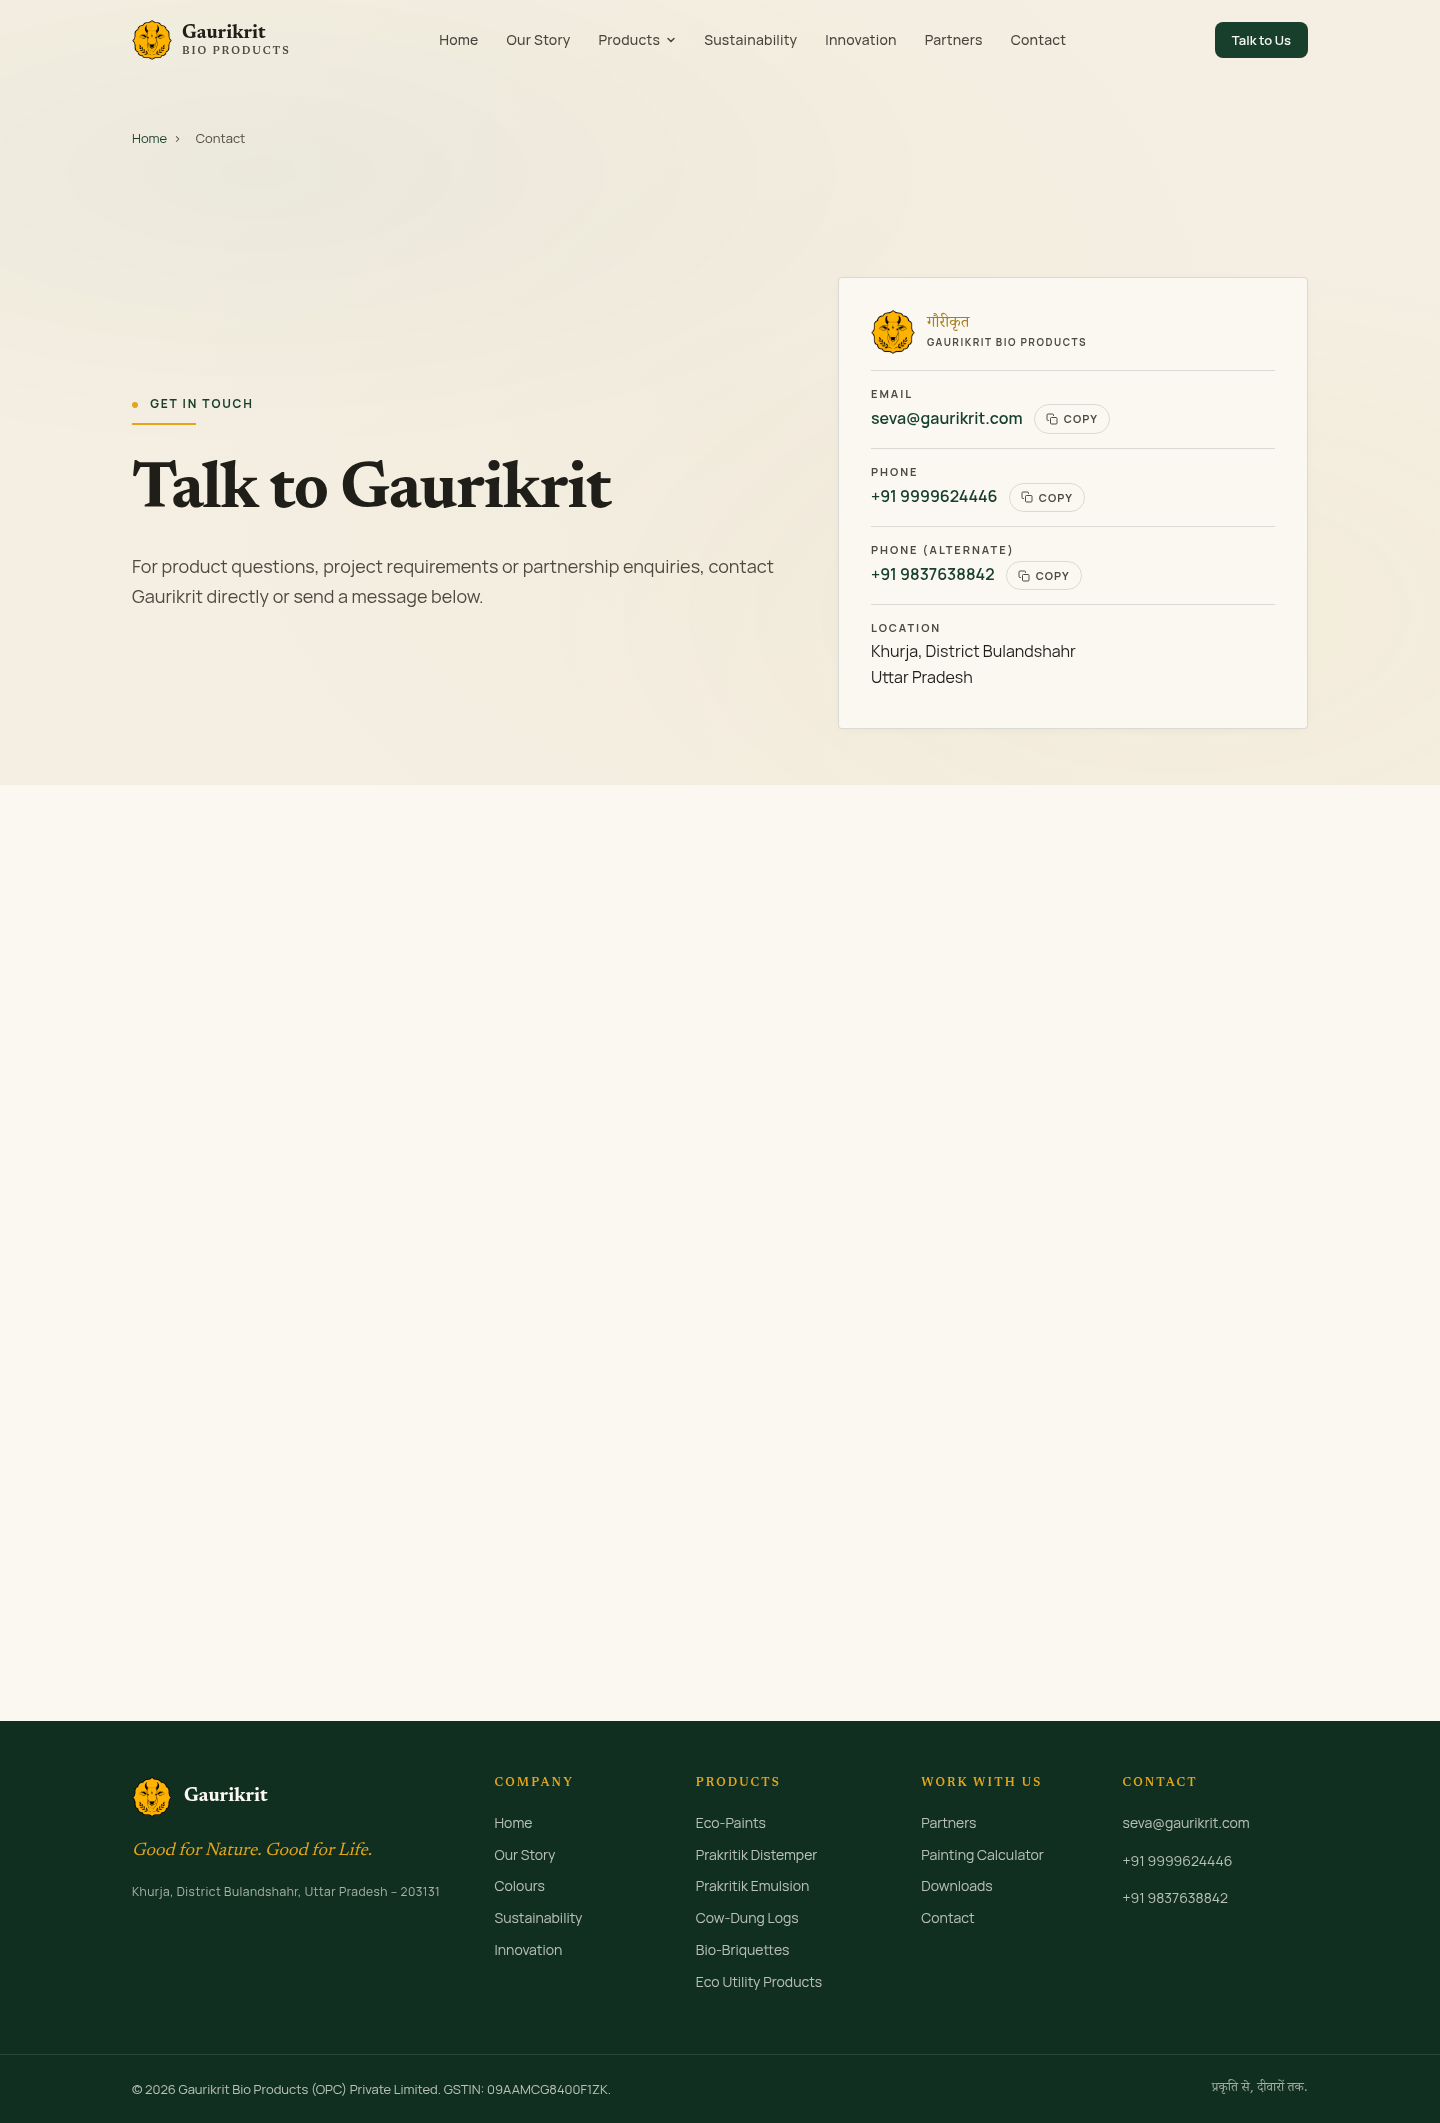 Gaurikrit
BIO PRODUCTS
Home
Our Story
Products
Sustainability
Innovation
Partners
Contact
Talk to Us
Home › Contact
GET IN TOUCH
Talk to Gaurikrit
For product questions, project requirements or partnership enquiries, contact
Gaurikrit directly or send a message below.
गौरीकृत
GAURIKRIT BIO PRODUCTS
EMAIL
seva@gaurikrit.com COPY
PHONE
+91 9999624446 COPY
PHONE (ALTERNATE)
+91 9837638842 COPY
LOCATION
Khurja, District Bulandshahr
Uttar Pradesh
Gaurikrit
Good for Nature. Good for Life.
Khurja, District Bulandshahr, Uttar Pradesh – 203131
COMPANY
Home
Our Story
Colours
Sustainability
Innovation
PRODUCTS
Eco-Paints
Prakritik Distemper
Prakritik Emulsion
Cow-Dung Logs
Bio-Briquettes
Eco Utility Products
WORK WITH US
Partners
Painting Calculator
Downloads
Contact
CONTACT
seva@gaurikrit.com
+91 9999624446
+91 9837638842
© 2026 Gaurikrit Bio Products (OPC) Private Limited. GSTIN: 09AAMCG8400F1ZK.
प्रकृति से, दीवारों तक.